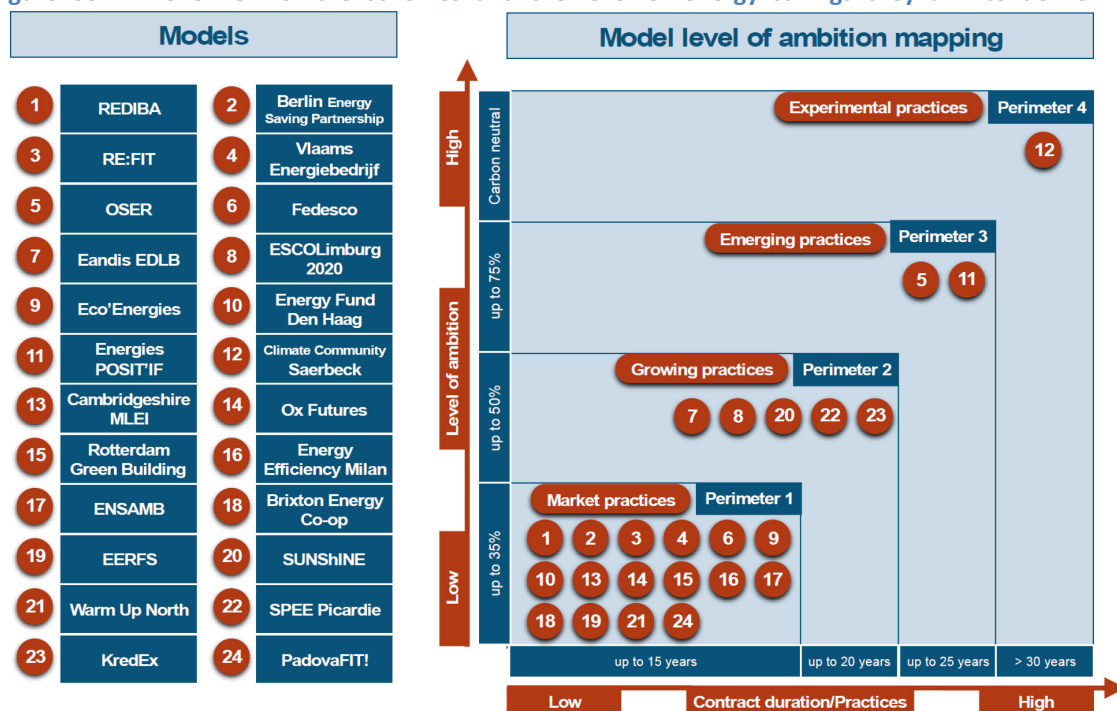 Models
1
REDIBA
2
Berlin Energy
Saving Partnership
3
RE:FIT
4
Vlaams
Energiebedrijf
5
OSER
6
Fedesco
7
Eandis EDLB
8
ESCOLimburg
2020
9
Eco'Energies
10
Energy Fund
Den Haag
11
Energies
POSIT'IF
12
Climate Community
Saerbeck
13
Cambridgeshire
MLEI
14
Ox Futures
15
Rotterdam
Green Building
16
Energy
Efficiency Milan
17
ENSAMB
18
Brixton Energy
Co-op
19
EERFS
20
SUNShINE
21
Warm Up North
22
SPEE Picardie
23
KredEx
24
PadovaFIT!
Model level of ambition mapping
High
Level of ambition
Low
Carbon neutral
up to 75%
up to 50%
up to 35%
Experimental practices
Perimeter 4
12
Emerging practices
Perimeter 3
5 11
Growing practices
Perimeter 2
7 8 20 22 23
Market practices
Perimeter 1
1 2 3 4 6 9
10 13 14 15 16 17
18 19 21 24
up to 15 years
up to 20 years
up to 25 years
> 30 years
Low
Contract duration/Practices
High